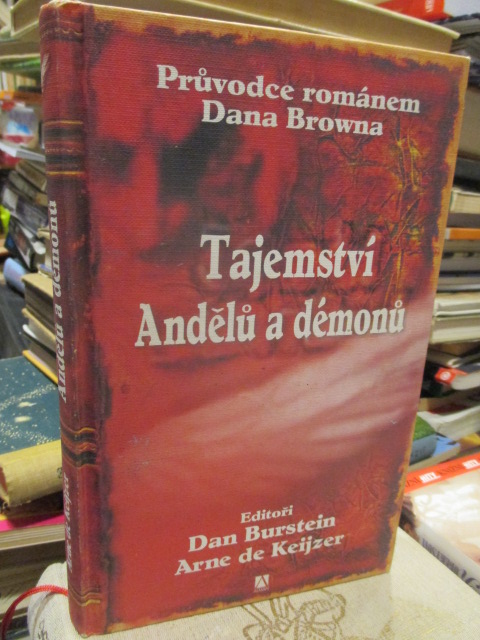 Průvodce románem
Dana Browna
Tajemství
Andělů a démonů
Editoři
Dan Burstein
Arne de Keijzer
Andělů a démonů